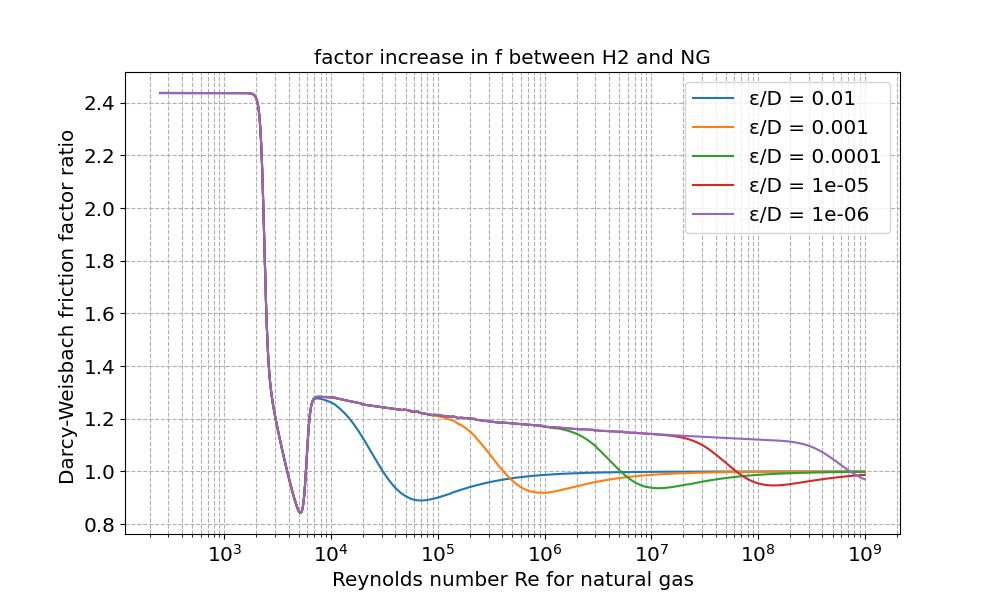 factor increase in f between H2 and NG
Darcy-Weisbach friction factor ratio
2.4
2.2
2.0
1.8
1.6
1.4
1.2
1.0
0.8
ε/D = 0.01
ε/D = 0.001
ε/D = 0.0001
ε/D = 1e-05
ε/D = 1e-06
10³ 10⁴ 10⁵ 10⁶ 10⁷ 10⁸ 10⁹
Reynolds number Re for natural gas